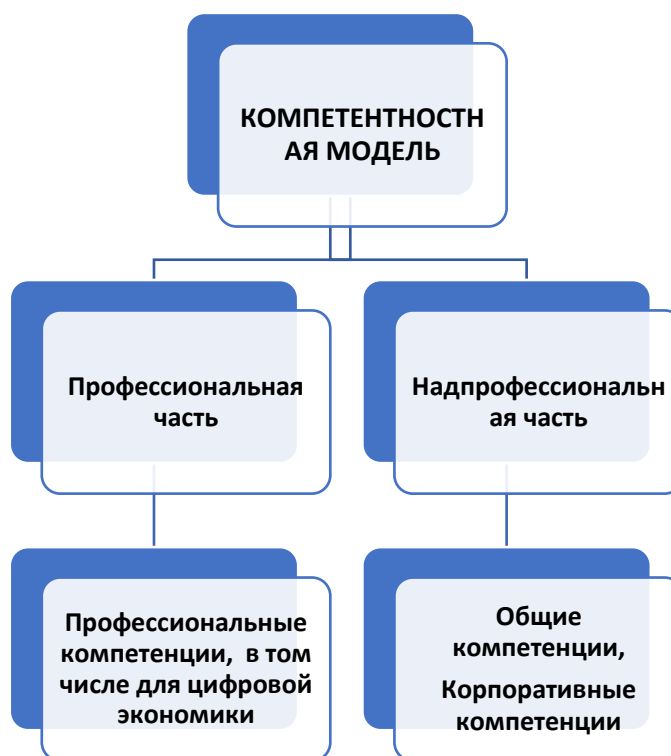 КОМПЕТЕНТНОСТН
АЯ МОДЕЛЬ
Профессиональная
часть
Надпрофессиональн
ая часть
Профессиональные
компетенции, в том
числе для цифровой
экономики
Общие
компетенции,
Корпоративные
компетенции